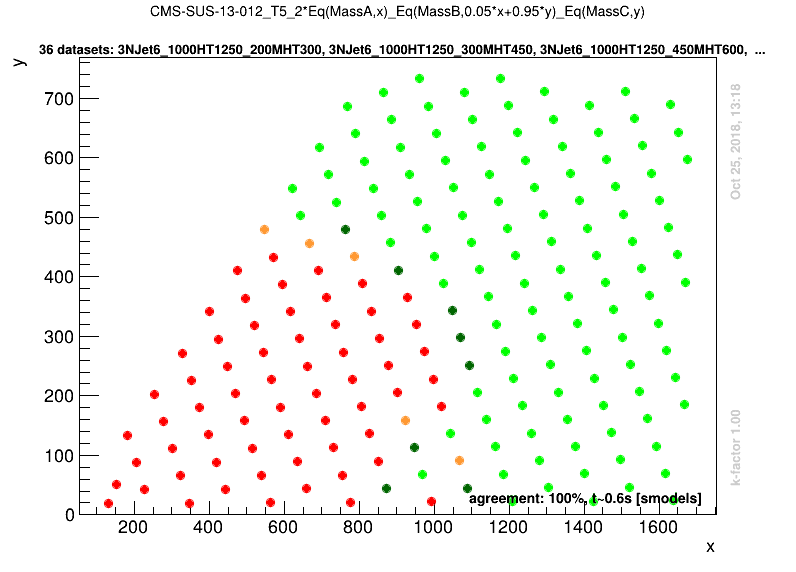 CMS-SUS-13-012_T5_2*Eq(MassA,x)_Eq(MassB,0.05*x+0.95*y)_Eq(MassC,y)
36 datasets: 3NJet6_1000HT1250_200MHT300, 3NJet6_1000HT1250_300MHT450, 3NJet6_1000HT1250_450MHT600, ...
y
700
600
500
400
300
200
100
0
200 400 600 800 1000 1200 1400 1600
x
agreement: 100%, t~0.6s [smodels]
Oct 25, 2018, 13:18
k-factor 1.00